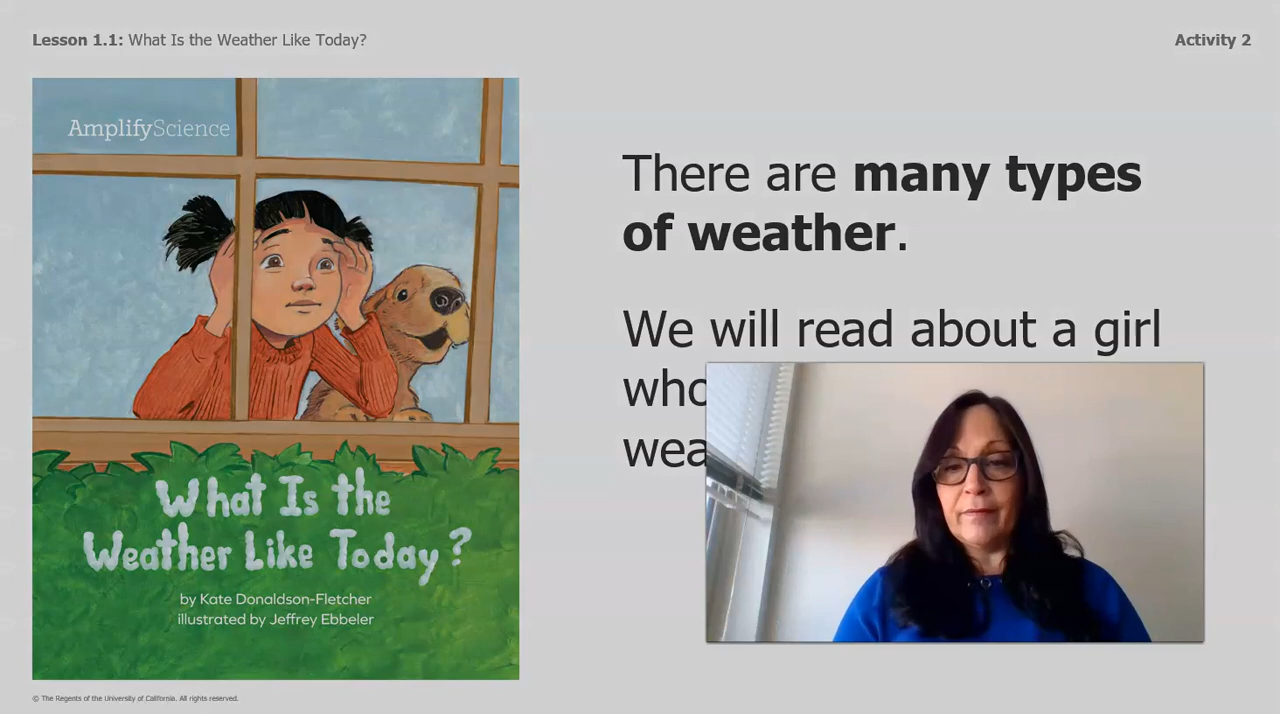 Lesson 1.1: What Is the Weather Like Today?
Activity 2
AmplifyScience
What Is the
Weather Like Today?
by Kate Donaldson-Fletcher
illustrated by Jeffrey Ebbeler
There are many types
of weather.
We will read about a girl
who
wea
© The Regents of the University of California. All rights reserved.